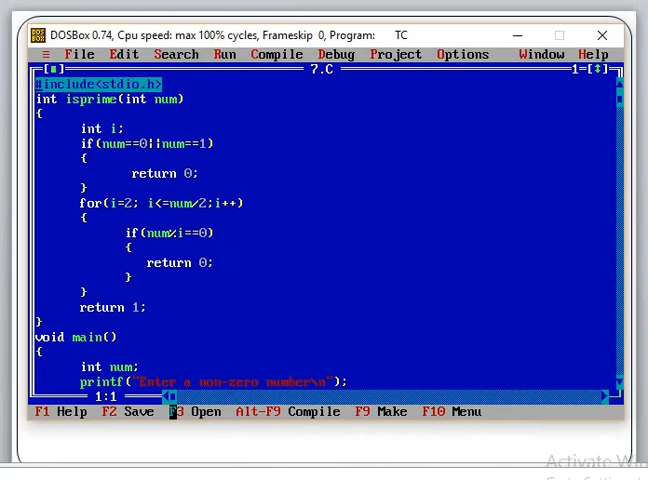 DOSBox 0.74, Cpu speed: max 100% cycles, Frameskip 0, Program: TC
≡ File Edit Search Run Compile Debug Project Options Window Help
[■] 7.C 1=[↕]
#include<stdio.h>
int isprime(int num)
{
int i;
if(num==0||num==1)
{
return 0;
}
for(i=2; i<=num/2;i++)
{
if(num%i==0)
{
return 0;
}
}
return 1;
}
void main()
{
int num;
printf("Enter a non-zero number\n");
1:1
F1 Help F2 Save F3 Open Alt-F9 Compile F9 Make F10 Menu
Activate Wi